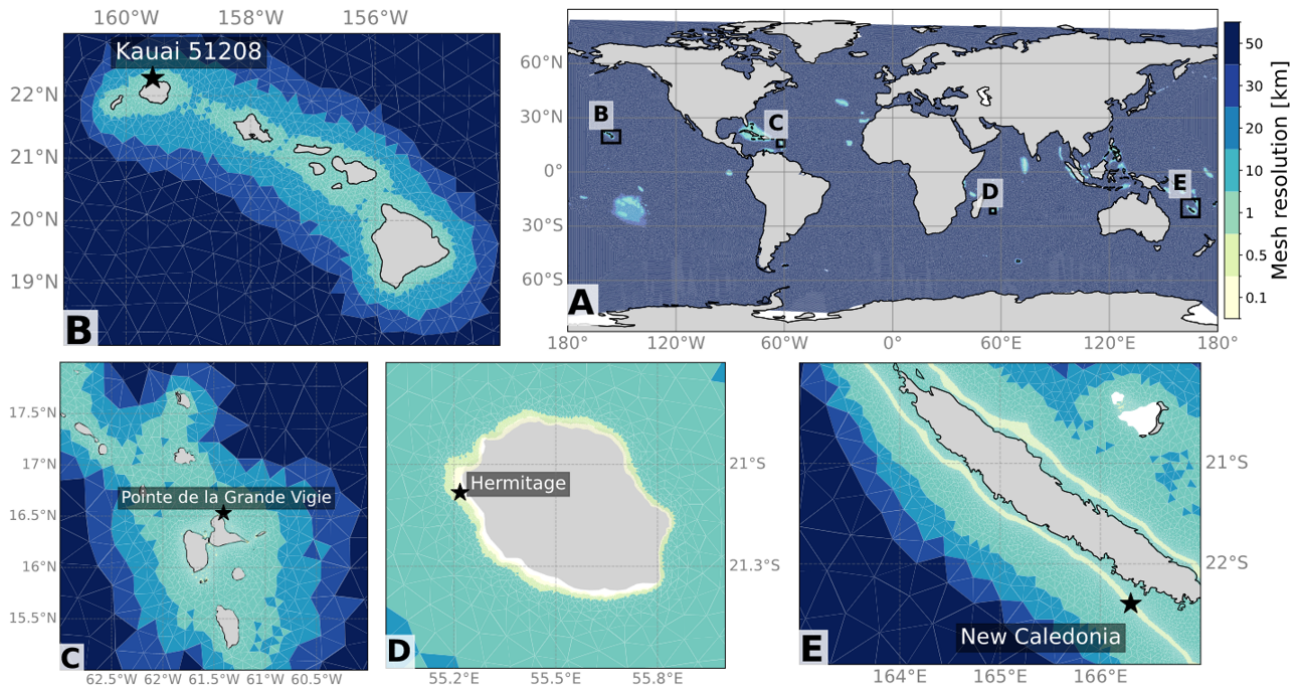 160°W 158°W 156°W
Kauai 51208
22°N
21°N
20°N
19°N
B
60°N
30°N
0°
30°S
60°S
B
C
D
E
A
180° 120°W 60°W 0° 60°E 120°E 180°
50
30
20
10
1
0.5
0.1
Mesh resolution [km]
17.5°N
17°N
16.5°N
16°N
15.5°N
Pointe de la Grande Vigie
C
62.5°W 62°W 61.5°W 61°W 60.5°W
Hermitage
21°S
21.3°S
D
55.2°E 55.5°E 55.8°E
21°S
22°S
New Caledonia
E
164°E 165°E 166°E